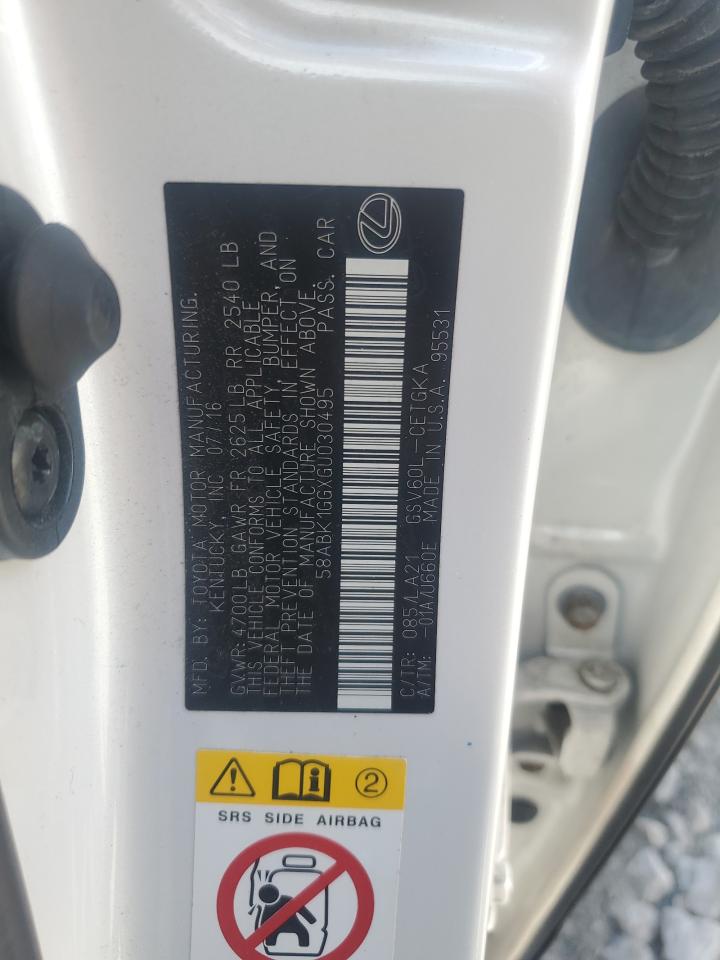 MFD. BY: TOYOTA MOTOR MANUFACTURING.
KENTUCKY, INC 07/16
GVWR: 4700LB GAWR FR 2625LB RR 2540 LB
THIS VEHICLE CONFORMS TO ALL APPLICABLE
FEDERAL MOTOR VEHICLE SAFETY, BUMPER, AND
THEFT PREVENTION STANDARDS IN EFFECT ON
THE DATE OF MANUFACTURE SHOWN ABOVE.
58ABK1GGXGU030495 PASS. CAR
C/TR: 085/LA21 GSV60L-CETGKA
A/TM: -01A/U660E MADE IN U.S.A. 95531
2
SRS SIDE AIRBAG